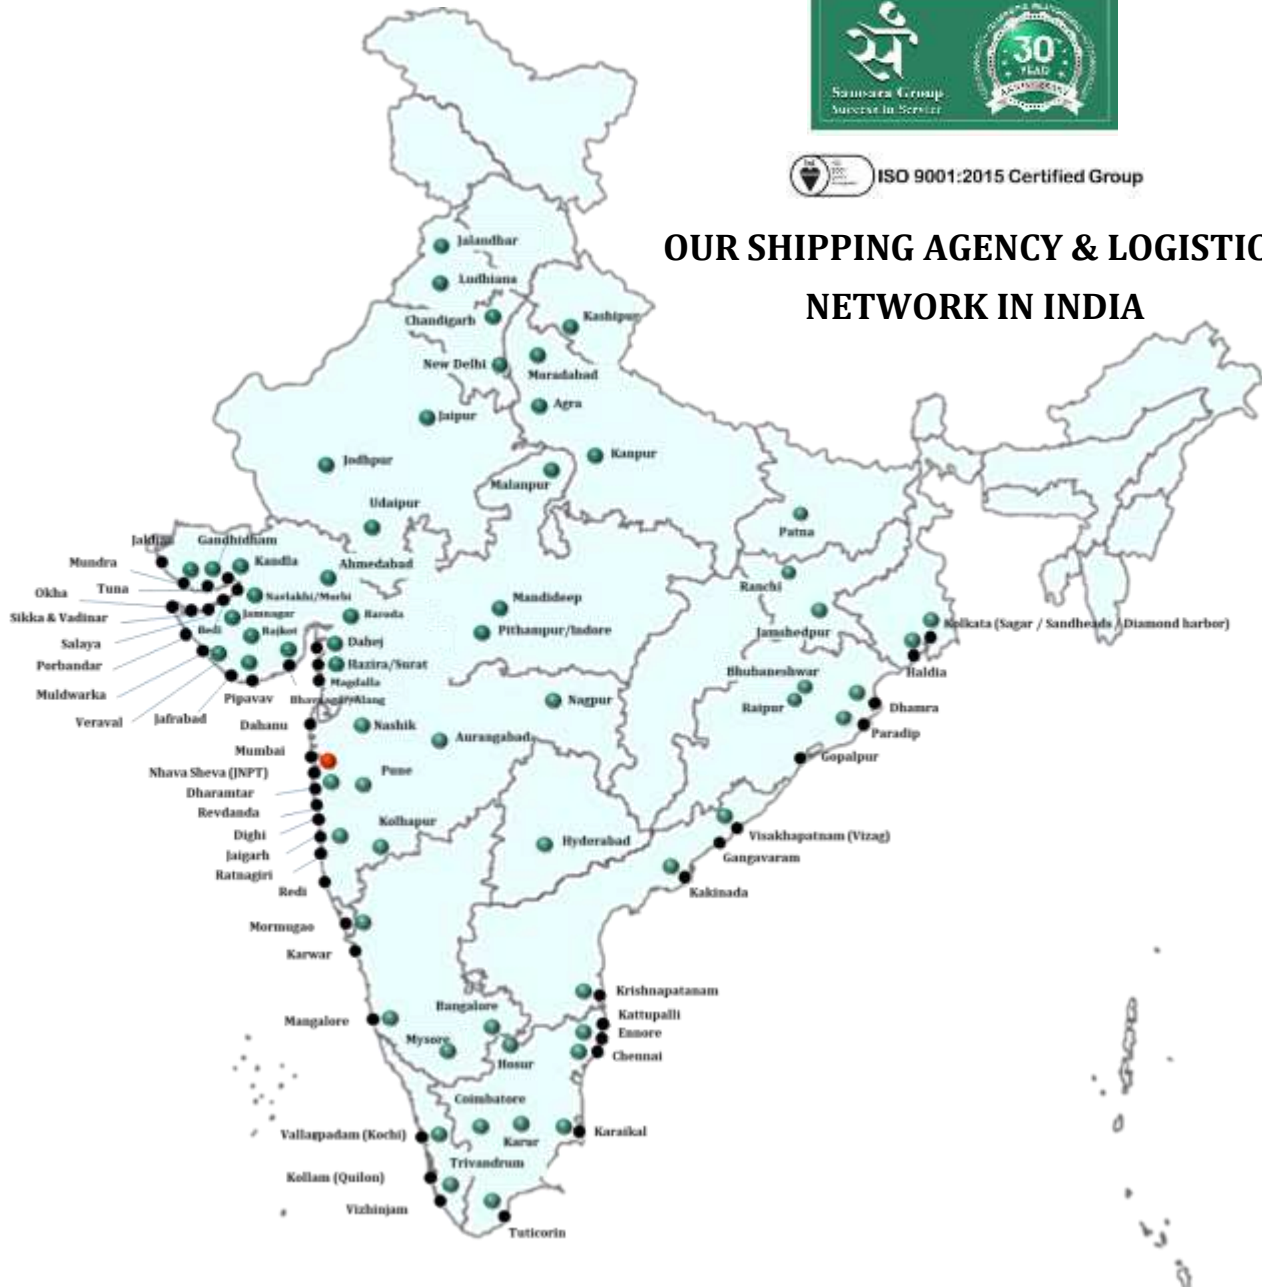 सं
Samsara Group
Success in Service
30
YEAR
ANNIVERSARY
ISO 9001:2015 Certified Group
OUR SHIPPING AGENCY & LOGISTIC
NETWORK IN INDIA
Jalandhar
Ludhiana
Chandigarh
Kashipur
New Delhi
Moradabad
Agra
Jaipur
Jodhpur
Kanpur
Malanpur
Udaipur
Patna
Jakhau
Gandhidham
Mundra
Kandla
Ahmedabad
Okha
Tuna
Navlakhi/Morbi
Ranchi
Mandideep
Sikka & Vadinar
Jamnagar
Baroda
Salaya
Bedi
Rajkot
Pithampur/Indore
Jamshedpur
Kolkata (Sagar / Sandheads / Diamond harbor)
Porbandar
Dahej
Hazira/Surat
Haldia
Muldwarka
Magdalla
Bhubaneshwar
Pipavav
Bhavnagar/Alang
Nagpur
Raipur
Dhamra
Veraval
Jafrabad
Dahanu
Nashik
Paradip
Aurangabad
Mumbai
Gopalpur
Nhava Sheva (JNPT)
Pune
Dharamtar
Revdanda
Kolhapur
Dighi
Hyderabad
Visakhapatnam (Vizag)
Jaigarh
Gangavaram
Ratnagiri
Redi
Kakinada
Mormugao
Karwar
Krishnapatanam
Bangalore
Kattupalli
Mangalore
Ennore
Mysore
Hosur
Chennai
Coimbatore
Vallarpadam (Kochi)
Karur
Karaikal
Trivandrum
Kollam (Quilon)
Vizhinjam
Tuticorin